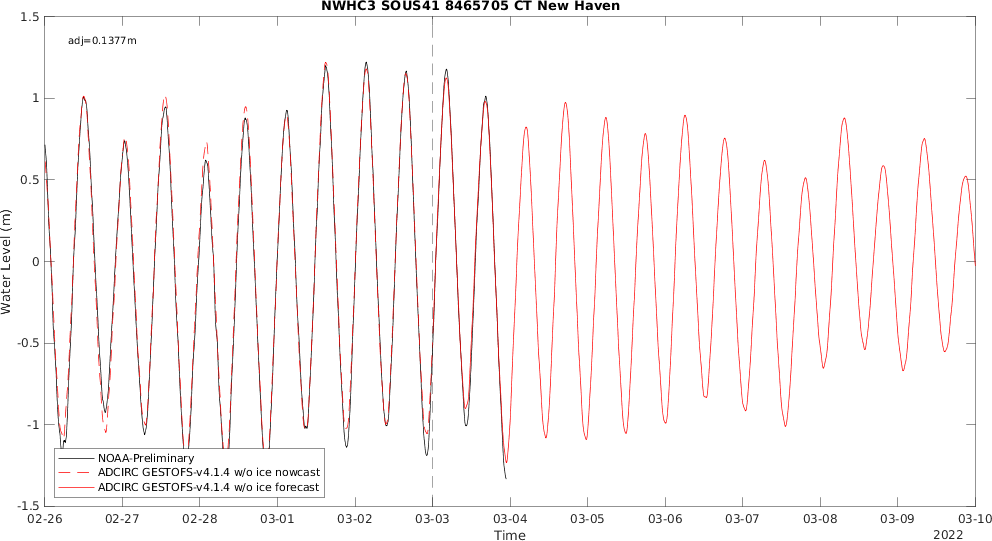 NWHC3 SOUS41 8465705 CT New Haven
adj=0.1377m
1.5
1
0.5
0
-0.5
-1
-1.5
Water Level (m)
NOAA-Preliminary
ADCIRC GESTOFS-v4.1.4 w/o ice nowcast
ADCIRC GESTOFS-v4.1.4 w/o ice forecast
02-26 02-27 02-28 03-01 03-02 03-03 03-04 03-05 03-06 03-07 03-08 03-09 03-10
Time
2022